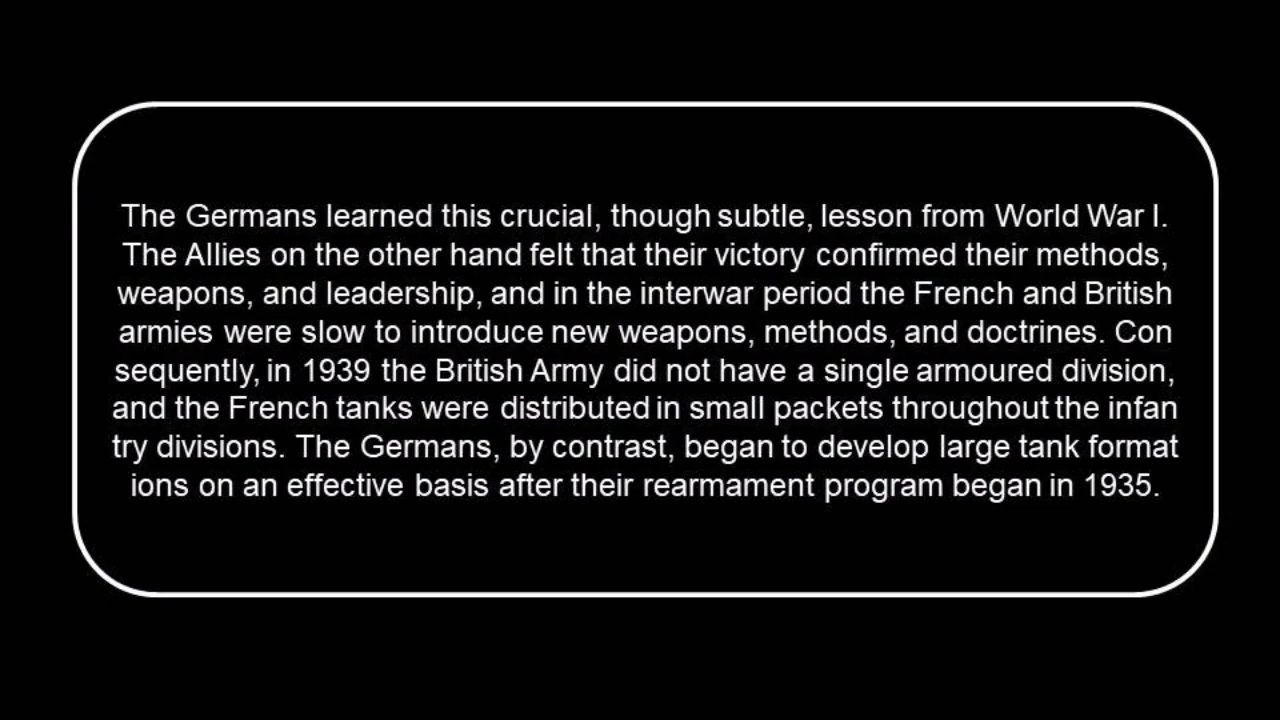 The Germans learned this crucial, though subtle, lesson from World War I.
The Allies on the other hand felt that their victory confirmed their methods,
weapons, and leadership, and in the interwar period the French and British
armies were slow to introduce new weapons, methods, and doctrines. Con
sequently, in 1939 the British Army did not have a single armoured division,
and the French tanks were distributed in small packets throughout the infan
try divisions. The Germans, by contrast, began to develop large tank format
ions on an effective basis after their rearmament program began in 1935.